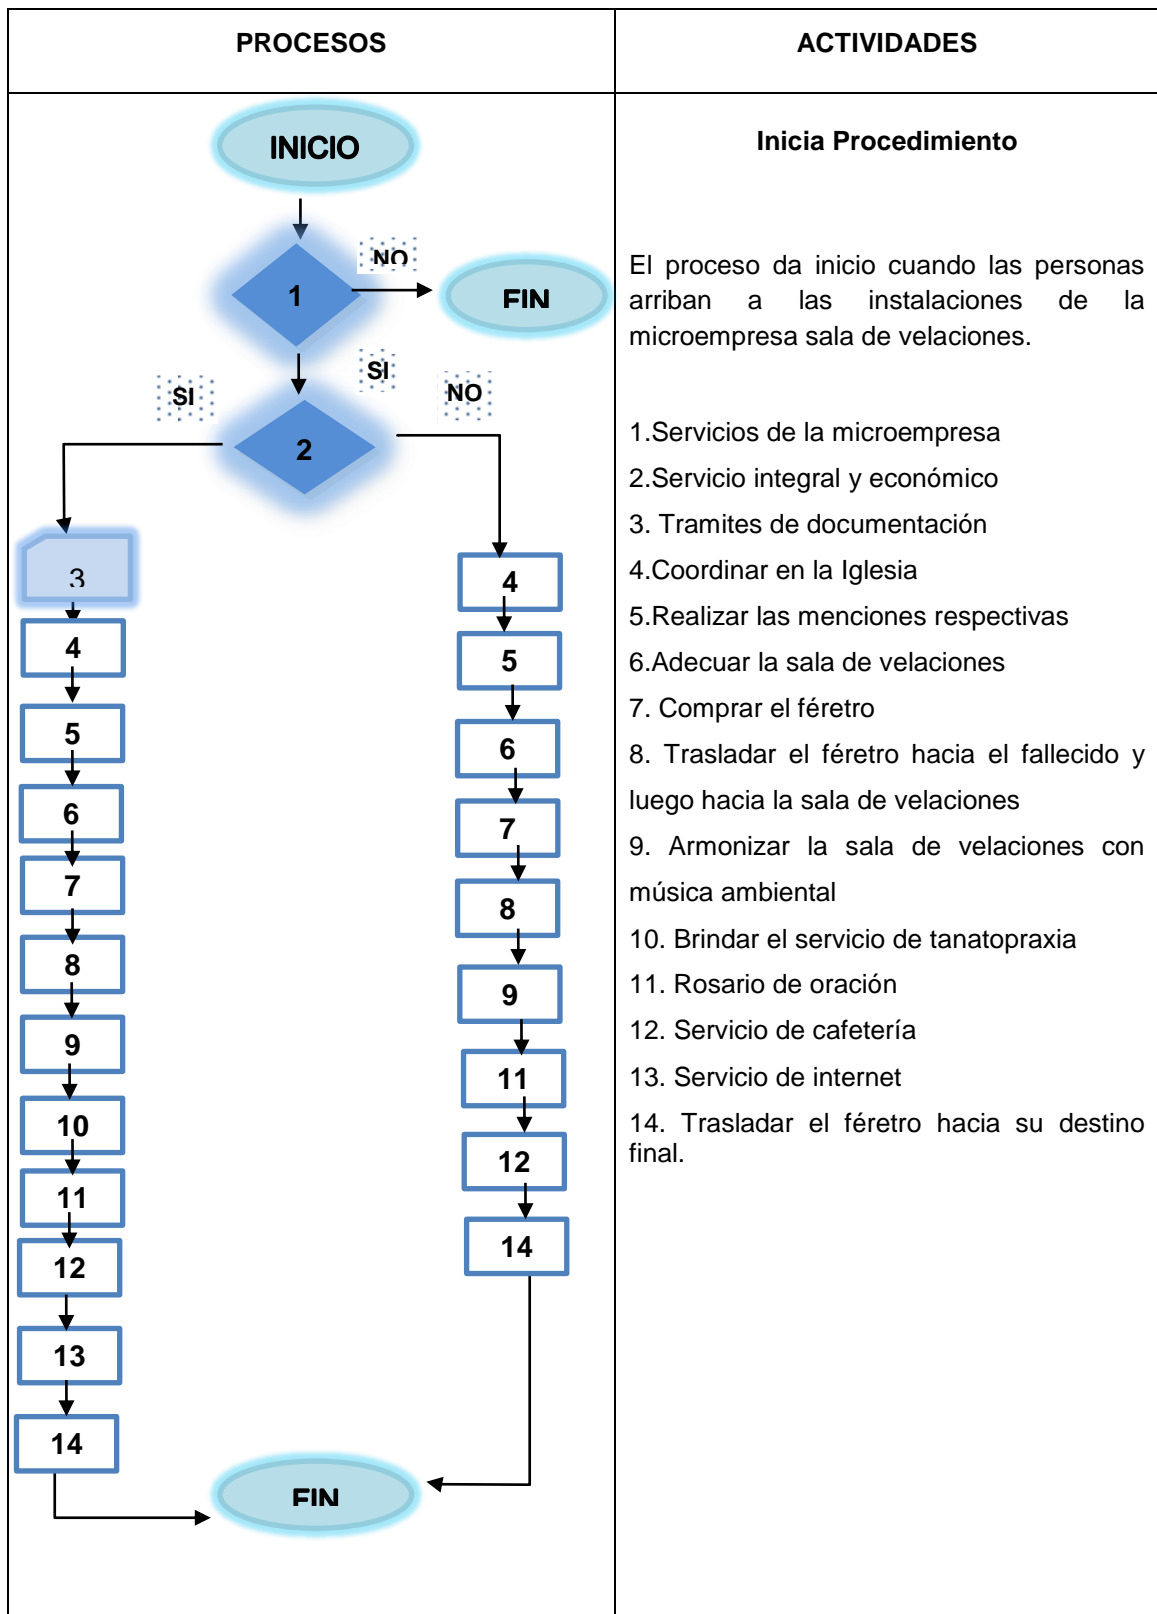 PROCESOS
ACTIVIDADES
INICIO
NO
1
FIN
SI
SI
NO
2
3
4
5
6
7
8
9
10
11
12
13
14
4
5
6
7
8
9
11
12
14
FIN
Inicia Procedimiento
El proceso da inicio cuando las personas
arriban a las instalaciones de la
microempresa sala de velaciones.
1.Servicios de la microempresa
2.Servicio integral y económico
3. Tramites de documentación
4.Coordinar en la Iglesia
5.Realizar las menciones respectivas
6.Adecuar la sala de velaciones
7. Comprar el féretro
8. Trasladar el féretro hacia el fallecido y
luego hacia la sala de velaciones
9. Armonizar la sala de velaciones con
música ambiental
10. Brindar el servicio de tanatopraxia
11. Rosario de oración
12. Servicio de cafetería
13. Servicio de internet
14. Trasladar el féretro hacia su destino
final.